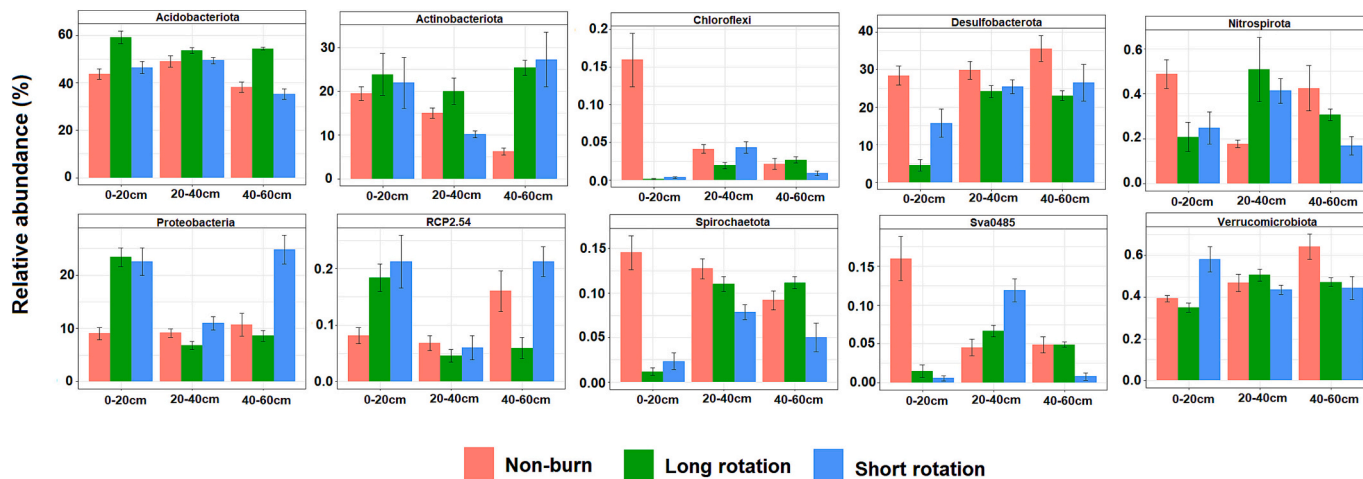 Relative abundance (%)
Acidobacteriota
60
40
20
0
0-20cm 20-40cm 40-60cm
Actinobacteriota
30
20
10
0
0-20cm 20-40cm 40-60cm
Chloroflexi
0.2
0.15
0.10
0.05
0.0
0-20cm 20-40cm 40-60cm
Desulfobacterota
40
30
20
10
0
0-20cm 20-40cm 40-60cm
Nitrospirota
0.6
0.4
0.2
0.0
0-20cm 20-40cm 40-60cm
Proteobacteria
20
10
0
0-20cm 20-40cm 40-60cm
RCP2.54
0.2
0.1
0.0
0-20cm 20-40cm 40-60cm
Spirochaetota
0.15
0.10
0.05
0.00
0-20cm 20-40cm 40-60cm
Sva0485
0.15
0.10
0.05
0.00
0-20cm 20-40cm 40-60cm
Verrucomicrobiota
0.6
0.4
0.2
0.0
0-20cm 20-40cm 40-60cm
Non-burn Long rotation Short rotation